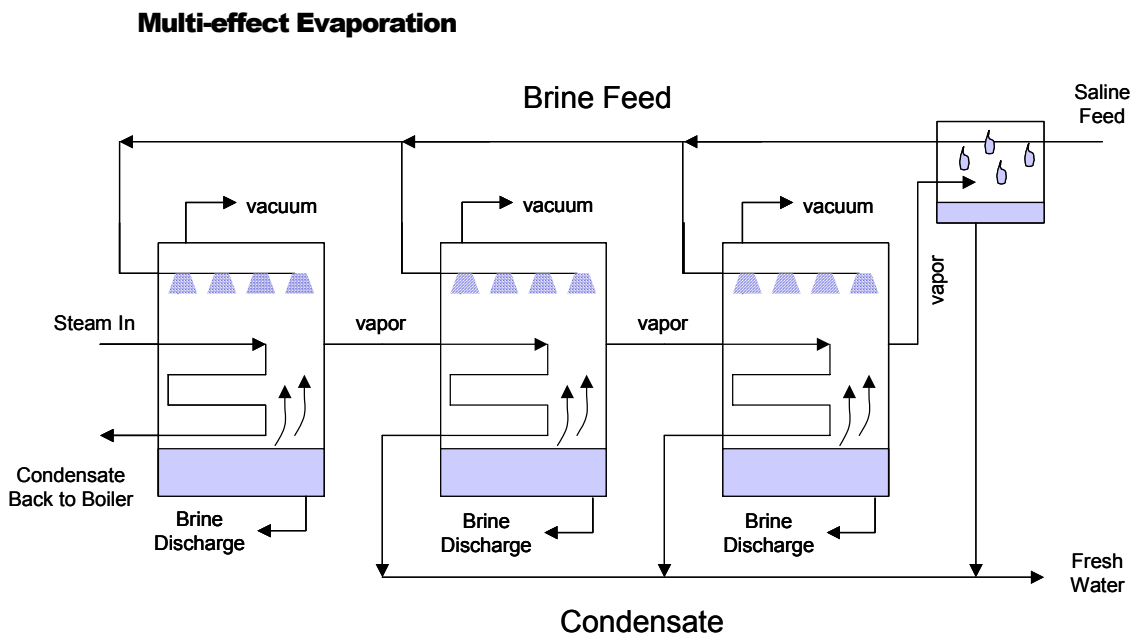 Multi-effect Evaporation
Brine Feed
Saline
Feed
vacuum
vacuum
vacuum
Steam In
vapor
vapor
vapor
Condensate
Back to Boiler
Brine
Discharge
Brine
Discharge
Brine
Discharge
Fresh
Water
Condensate